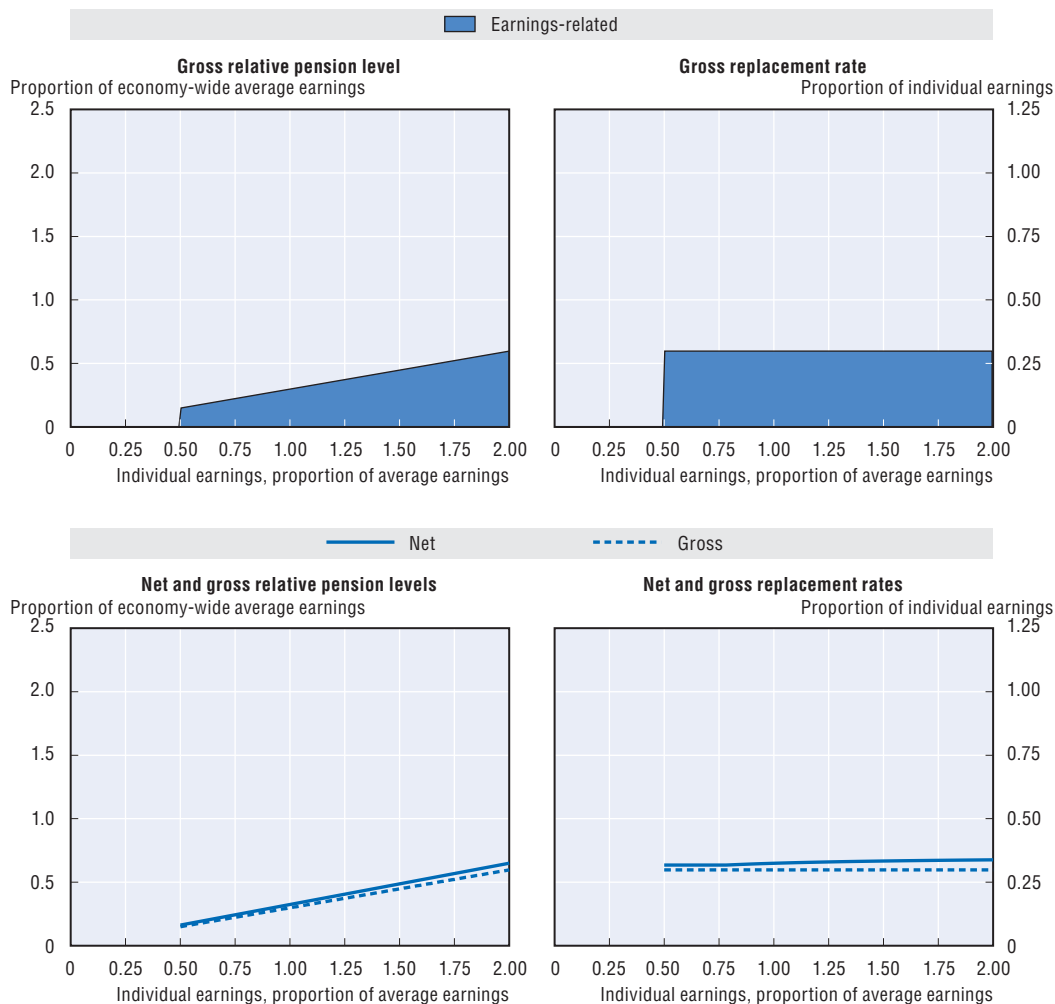 Earnings-related
Gross relative pension level
Proportion of economy-wide average earnings
2.5
2.0
1.5
1.0
0.5
0
0 0.25 0.50 0.75 1.00 1.25 1.50 1.75 2.00
Individual earnings, proportion of average earnings
Gross replacement rate
Proportion of individual earnings
1.25
1.00
0.75
0.50
0.25
0
0 0.25 0.50 0.75 1.00 1.25 1.50 1.75 2.00
Individual earnings, proportion of average earnings
Net Gross
Net and gross relative pension levels
Proportion of economy-wide average earnings
2.5
2.0
1.5
1.0
0.5
0
0 0.25 0.50 0.75 1.00 1.25 1.50 1.75 2.00
Individual earnings, proportion of average earnings
Net and gross replacement rates
Proportion of individual earnings
1.25
1.00
0.75
0.50
0.25
0
0 0.25 0.50 0.75 1.00 1.25 1.50 1.75 2.00
Individual earnings, proportion of average earnings